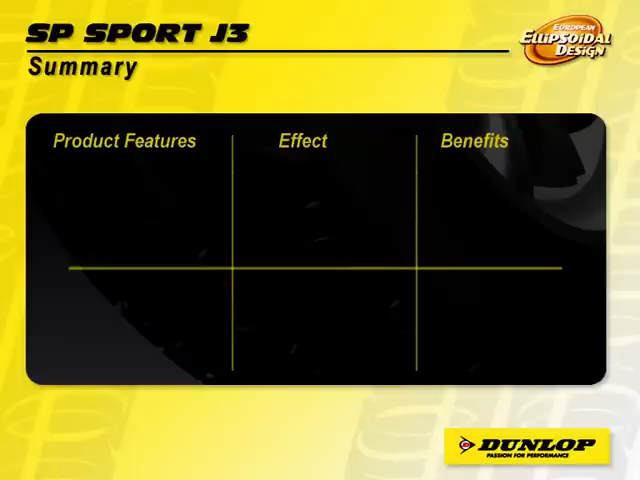 SP SPORT J3
EUROPEAN
ELLIPSOIDAL
DESIGN
Summary
Product Features Effect Benefits
DUNLOP
PASSION FOR PERFORMANCE